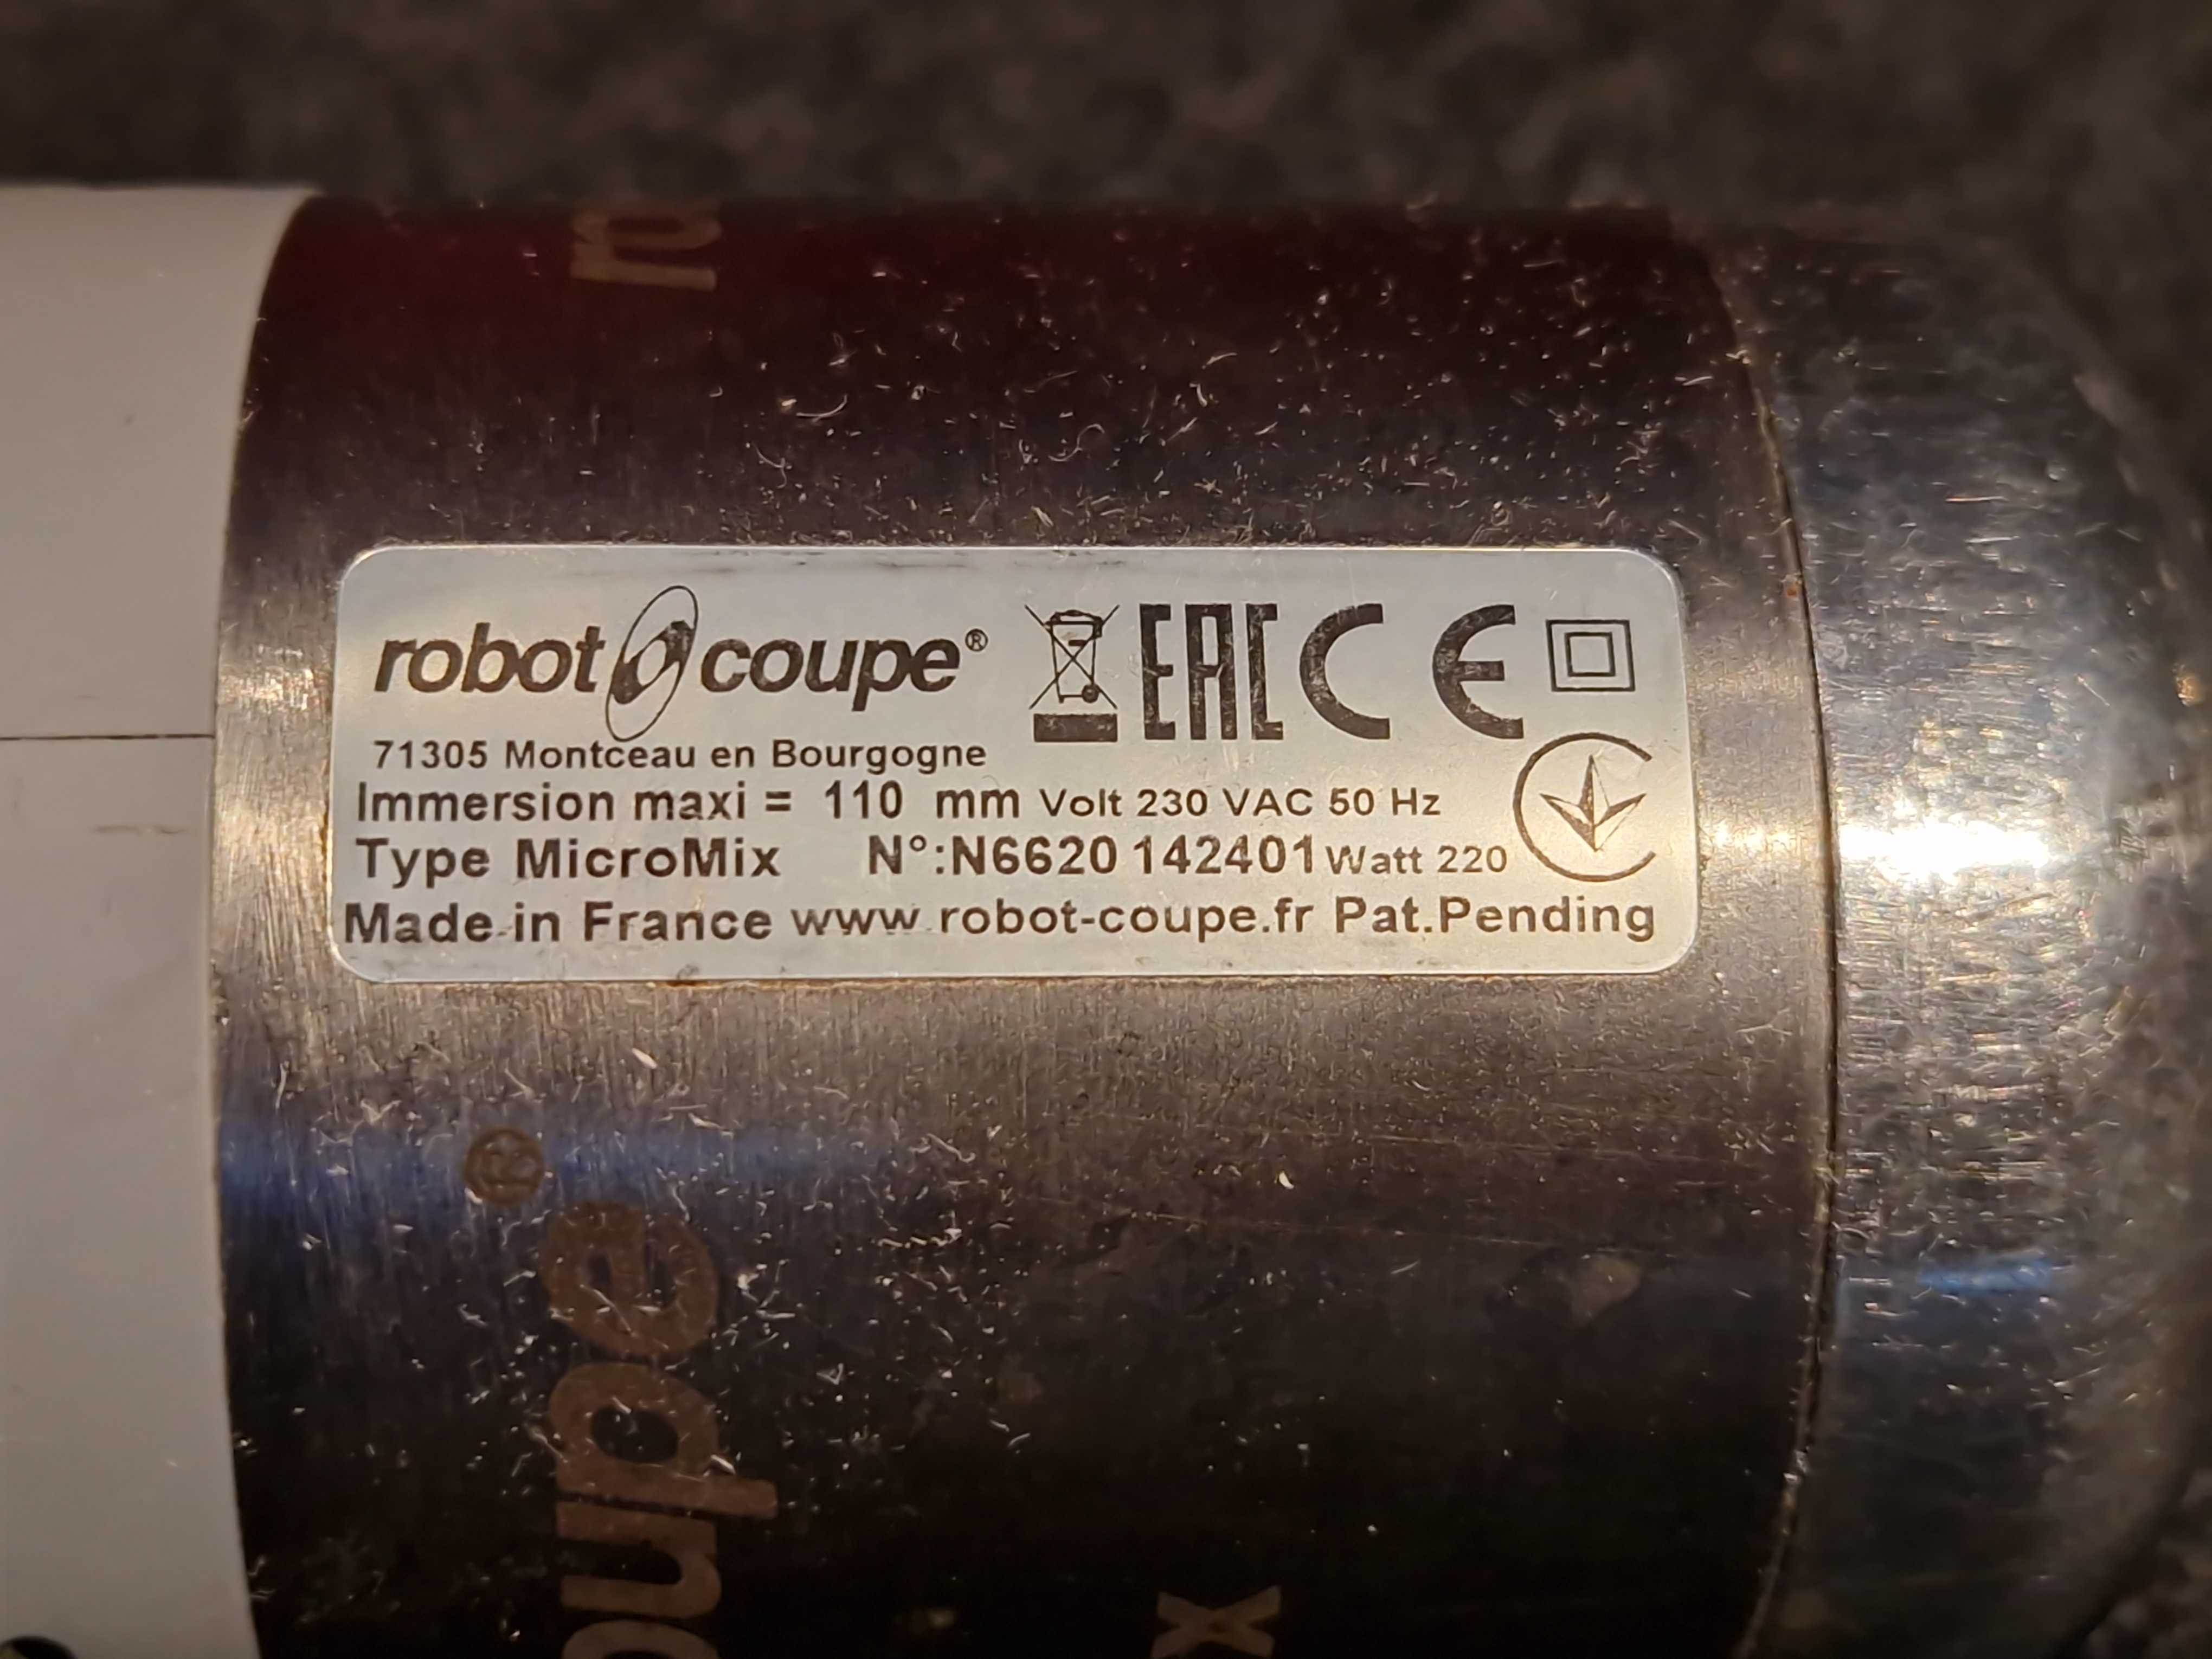 robot coupe®
EAC CE
71305 Montceau en Bourgogne
Immersion maxi = 110 mm Volt 230 VAC 50 Hz
Type MicroMix N°:N6620 142401 Watt 220
Made in France www.robot-coupe.fr Pat.Pending